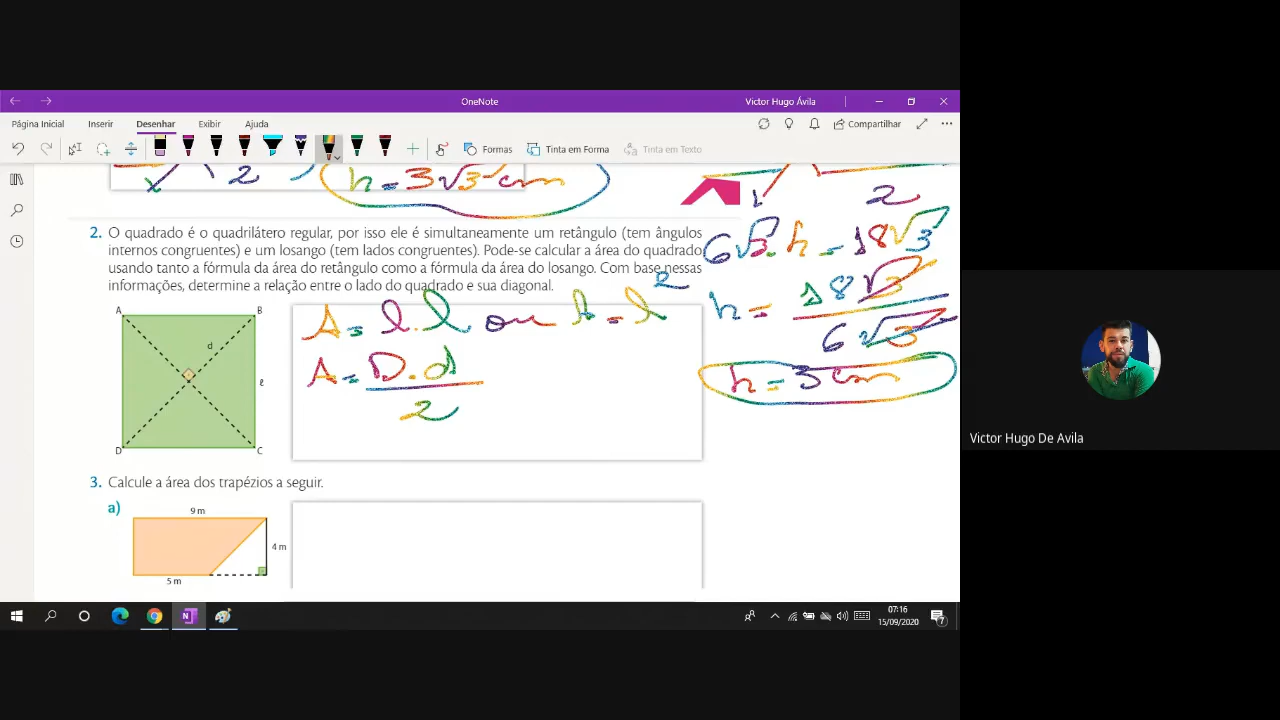 OneNote
Victor Hugo Ávila
Página Inicial
Inserir
Desenhar
Exibir
Ajuda
Compartilhar
Formas
Tinta em Forma
Tinta em Texto
2
h = 3√3 cm
2
2. O quadrado é o quadrilátero regular, por isso ele é simultaneamente um retângulo (tem ângulos
internos congruentes) e um losango (tem lados congruentes). Pode-se calcular a área do quadrado
usando tanto a fórmula da área do retângulo como a fórmula da área do losango. Com base nessas
informações, determine a relação entre o lado do quadrado e sua diagonal.
6√3.h = 18√3
h = 18√3
6√3
h = 3 cm
A
B
d
ℓ
D
C
A = l.l ou A = l²
A = D.d
2
3. Calcule a área dos trapézios a seguir.
a)
9 m
4 m
5 m
Victor Hugo De Avila
07:16
15/09/2020
7